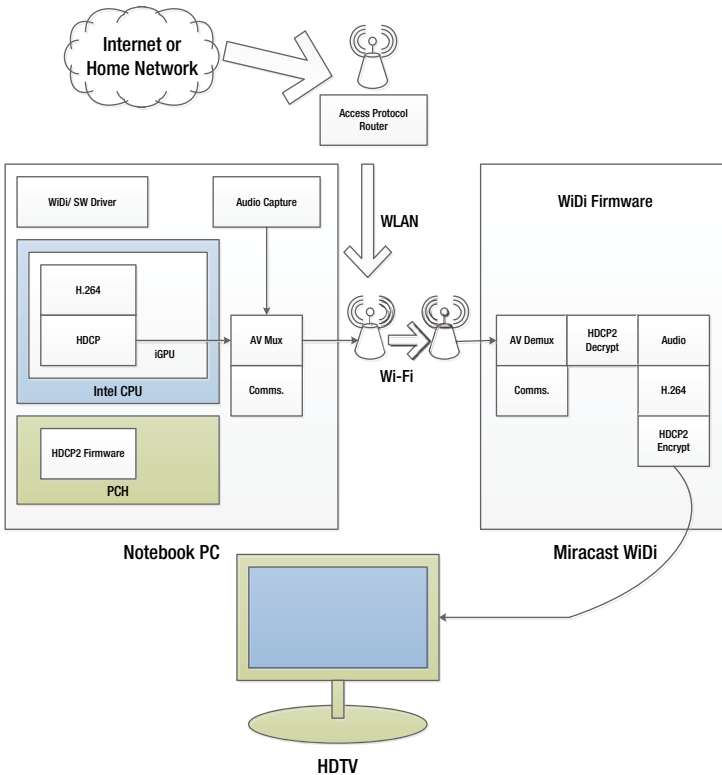 Internet or
Home Network
Access Protocol
Router
WLAN
WiDi/ SW Driver
Audio Capture
H.264
HDCP
iGPU
Intel CPU
AV Mux
Comms.
HDCP2 Firmware
PCH
Notebook PC
Wi-Fi
WiDi Firmware
AV Demux
HDCP2
Decrypt
Audio
Comms.
H.264
HDCP2
Encrypt
Miracast WiDi
HDTV